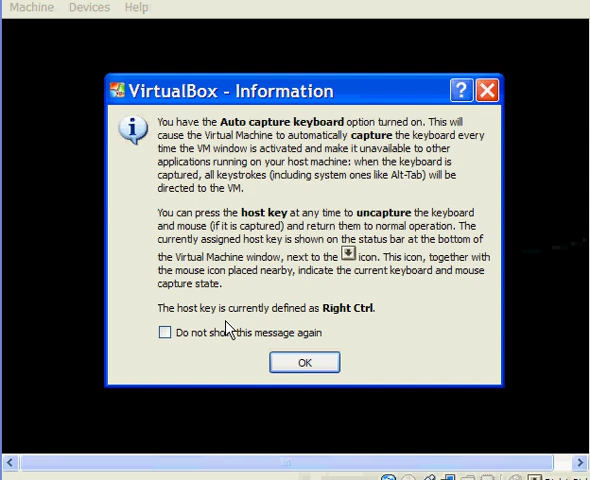 Machine Devices Help
VirtualBox - Information
You have the Auto capture keyboard option turned on. This will
cause the Virtual Machine to automatically capture the keyboard every
time the VM window is activated and make it unavailable to other
applications running on your host machine: when the keyboard is
captured, all keystrokes (including system ones like Alt-Tab) will be
directed to the VM.
You can press the host key at any time to uncapture the keyboard
and mouse (if it is captured) and return them to normal operation. The
currently assigned host key is shown on the status bar at the bottom of
the Virtual Machine window, next to the icon. This icon, together with
the mouse icon placed nearby, indicate the current keyboard and mouse
capture state.
The host key is currently defined as Right Ctrl.
Do not show this message again
OK